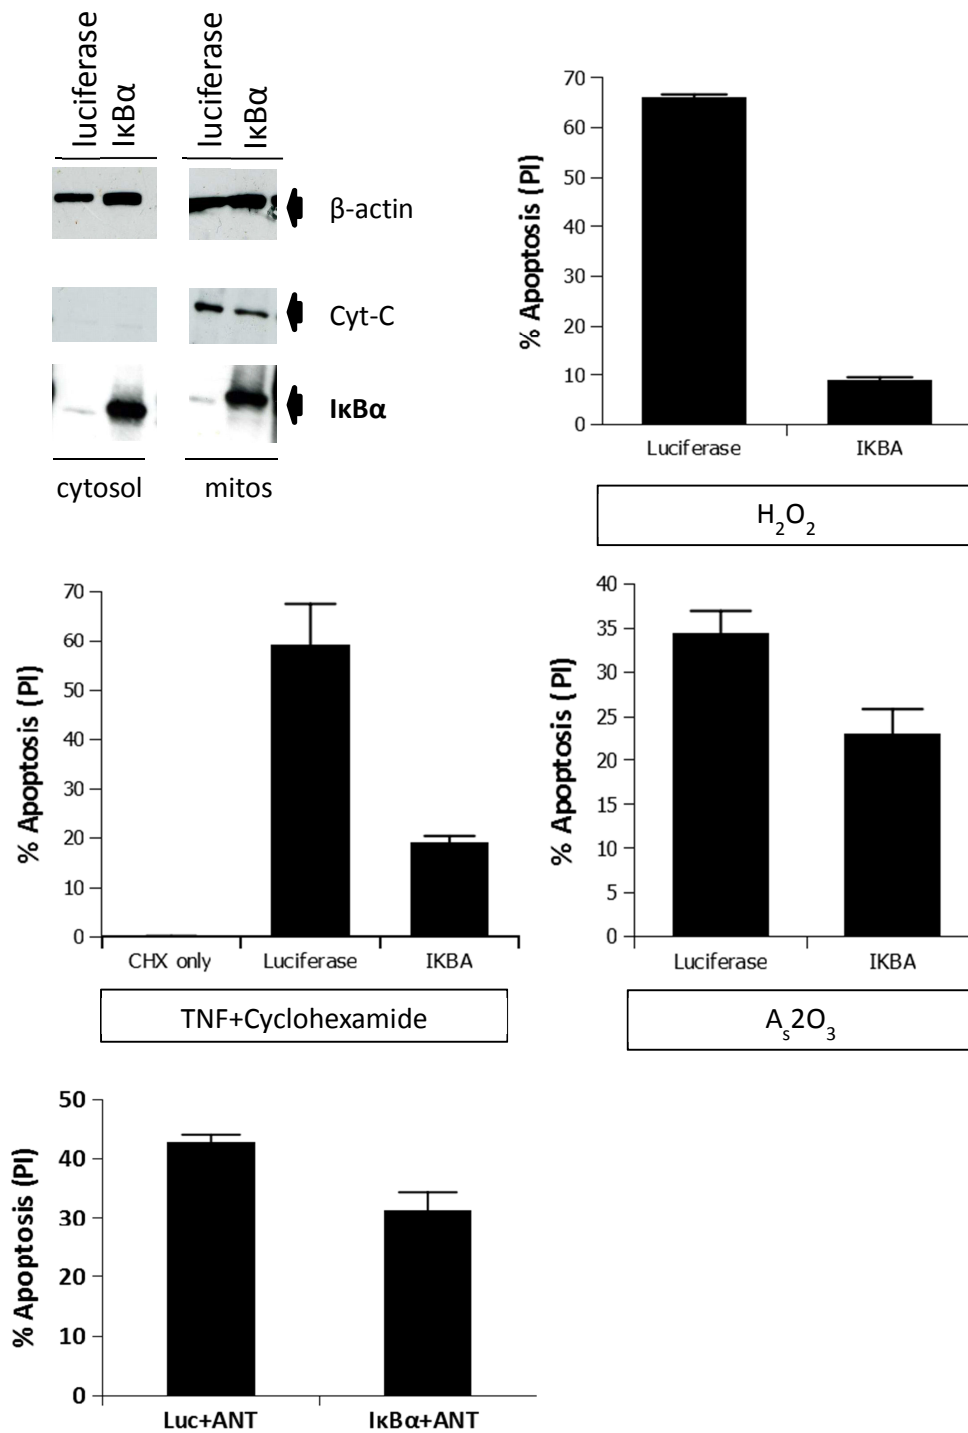 luciferase
IκBα
luciferase
IκBα
β-actin
Cyt-C
IκBα
cytosol
mitos
% Apoptosis (PI)
70
60
50
40
30
20
10
0
Luciferase
IKBA
H2O2
% Apoptosis (PI)
70
60
50
40
30
20
10
0
CHX only
Luciferase
IKBA
TNF+Cyclohexamide
% Apoptosis (PI)
40
35
30
25
20
15
10
5
0
Luciferase
IKBA
As2O3
% Apoptosis (PI)
50
40
30
20
10
0
Luc+ANT
IκBα+ANT